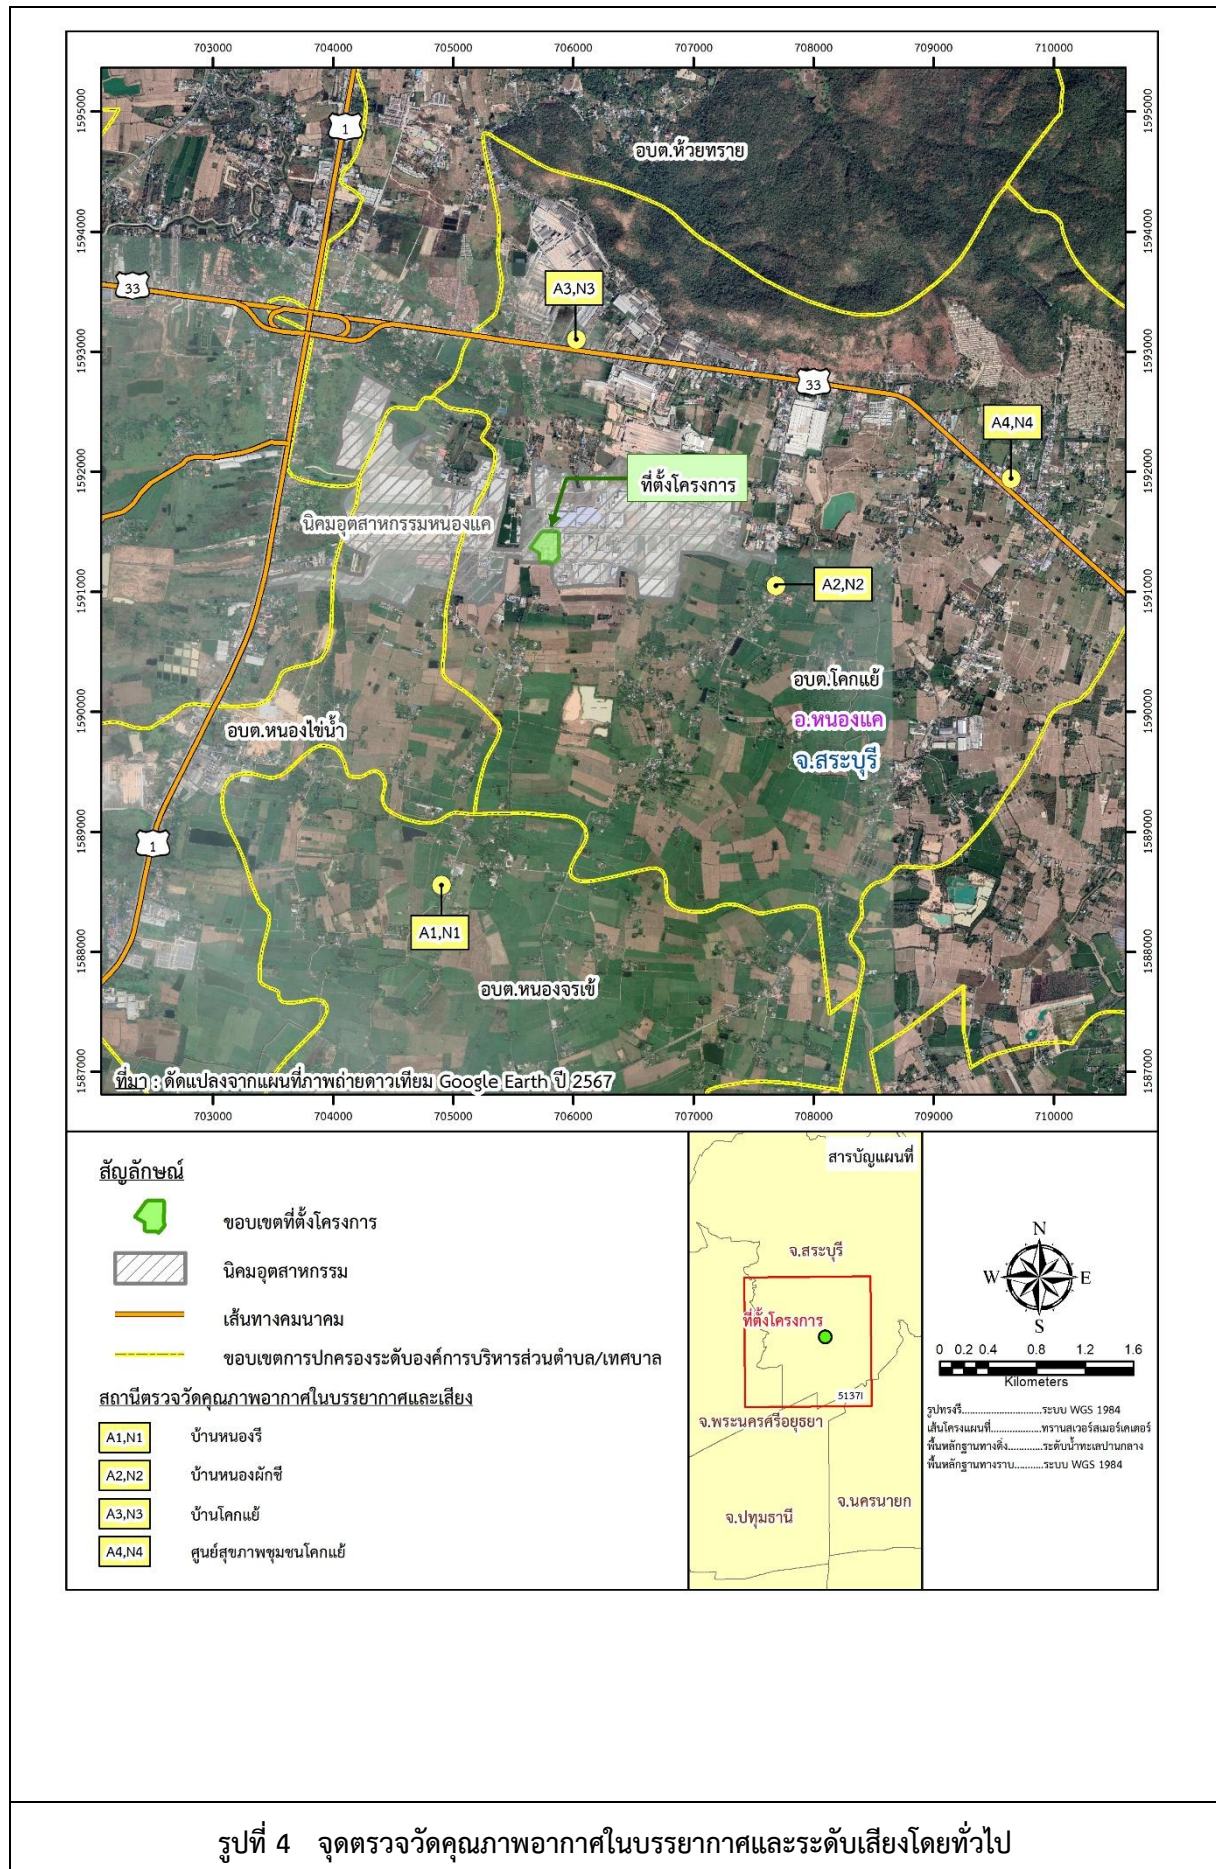 703000 704000 705000 706000 707000 708000 709000 710000
1595000 1595000
1
อบต.ห้วยทราย
1594000 1594000
33
A3,N3
1593000 1593000
33
A4,N4
1592000 1592000
ที่ตั้งโครงการ
นิคมอุตสาหกรรมหนองแค
A2,N2
1591000 1591000
อบต.โคกแย้
1590000 1590000
อ.หนองแค
อบต.หนองไข่น้ำ
จ.สระบุรี
1589000 1589000
1
A1,N1
1588000 1588000
อบต.หนองจรเข้
1587000 1587000
ที่มา : ดัดแปลงจากแผนที่ภาพถ่ายดาวเทียม Google Earth ปี 2567
703000 704000 705000 706000 707000 708000 709000 710000
สัญลักษณ์
ขอบเขตที่ตั้งโครงการ
นิคมอุตสาหกรรม
เส้นทางคมนาคม
ขอบเขตการปกครองระดับองค์การบริหารส่วนตำบล/เทศบาล
สถานีตรวจวัดคุณภาพอากาศในบรรยากาศและเสียง
A1,N1 บ้านหนองรี
A2,N2 บ้านหนองผักชี
A3,N3 บ้านโคกแย้
A4,N4 ศูนย์สุขภาพชุมชนโคกแย้
สารบัญแผนที่
จ.สระบุรี
ที่ตั้งโครงการ
5137I
จ.พระนครศรีอยุธยา
จ.นครนายก
จ.ปทุมธานี
N
W E
S
0 0.2 0.4 0.8 1.2 1.6
Kilometers
รูปทรงรี............................ระบบ WGS 1984
เส้นโครงแผนที่.................ทรานสเวอร์สเมอร์เคเตอร์
พื้นหลักฐานทางดิ่ง............ระดับน้ำทะเลปานกลาง
พื้นหลักฐานทางราบ..........ระบบ WGS 1984
รูปที่ 4 จุดตรวจวัดคุณภาพอากาศในบรรยากาศและระดับเสียงโดยทั่วไป